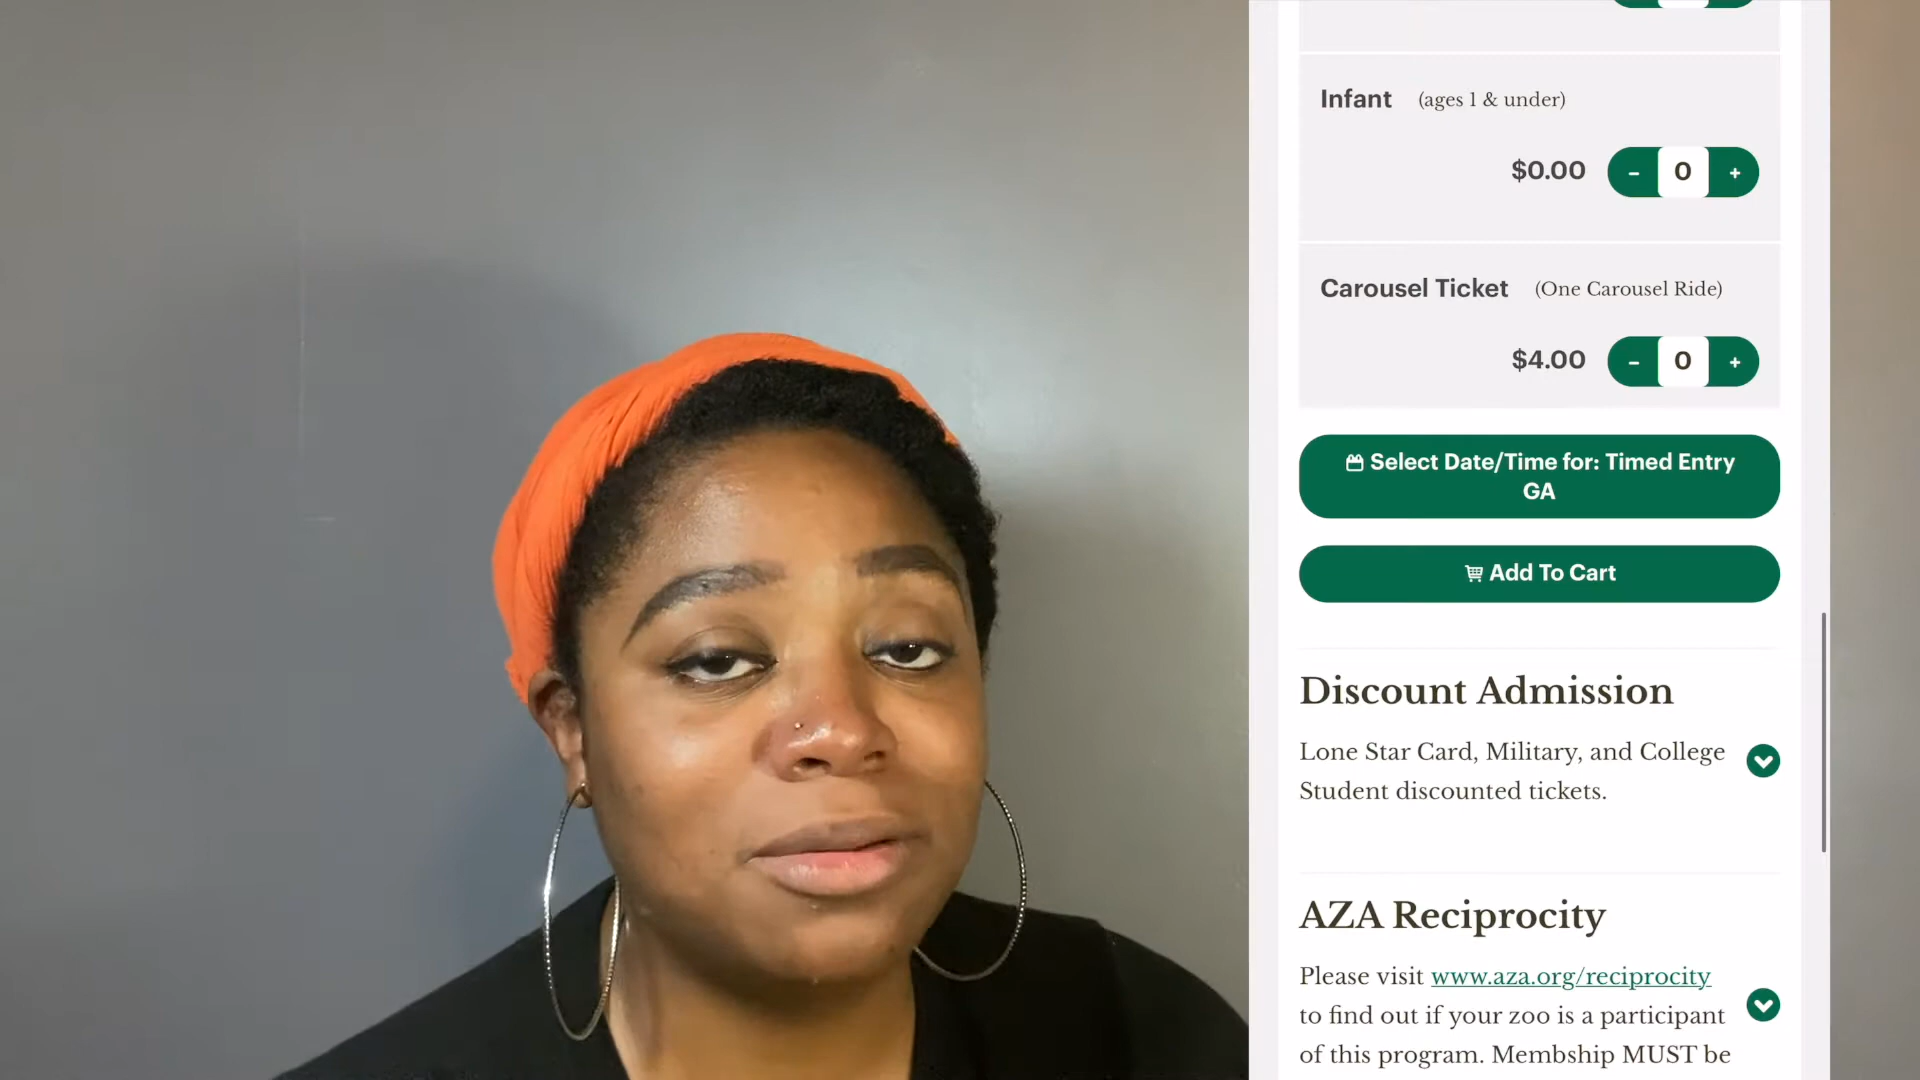 Infant (ages 1 & under)
$0.00 - 0 +
Carousel Ticket (One Carousel Ride)
$4.00 - 0 +
Select Date/Time for: Timed Entry
GA
Add To Cart
Discount Admission
Lone Star Card, Military, and College
Student discounted tickets.
AZA Reciprocity
Please visit www.aza.org/reciprocity
to find out if your zoo is a participant
of this program. Membship MUST be